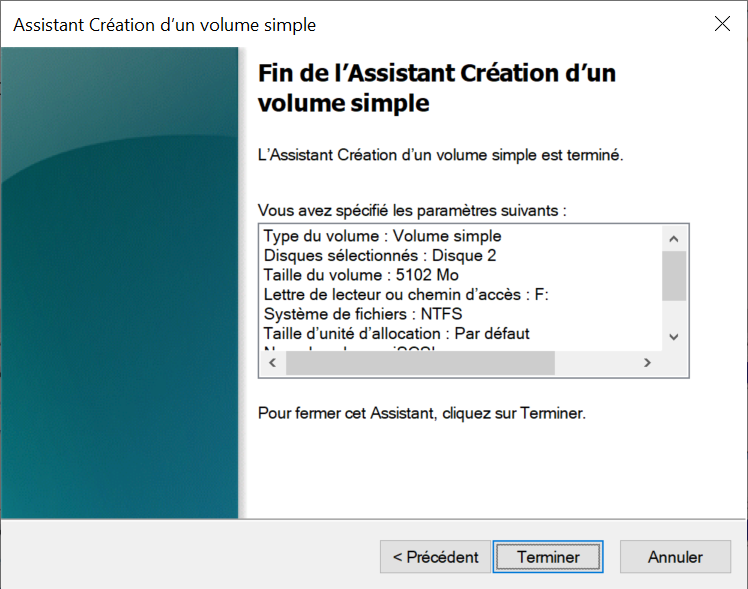 Assistant Création d'un volume simple
Fin de l'Assistant Création d'un
volume simple
L'Assistant Création d'un volume simple est terminé.
Vous avez spécifié les paramètres suivants :
Type du volume : Volume simple
Disques sélectionnés : Disque 2
Taille du volume : 5102 Mo
Lettre de lecteur ou chemin d'accès : F:
Système de fichiers : NTFS
Taille d'unité d'allocation : Par défaut
Pour fermer cet Assistant, cliquez sur Terminer.
< Précédent
Terminer
Annuler